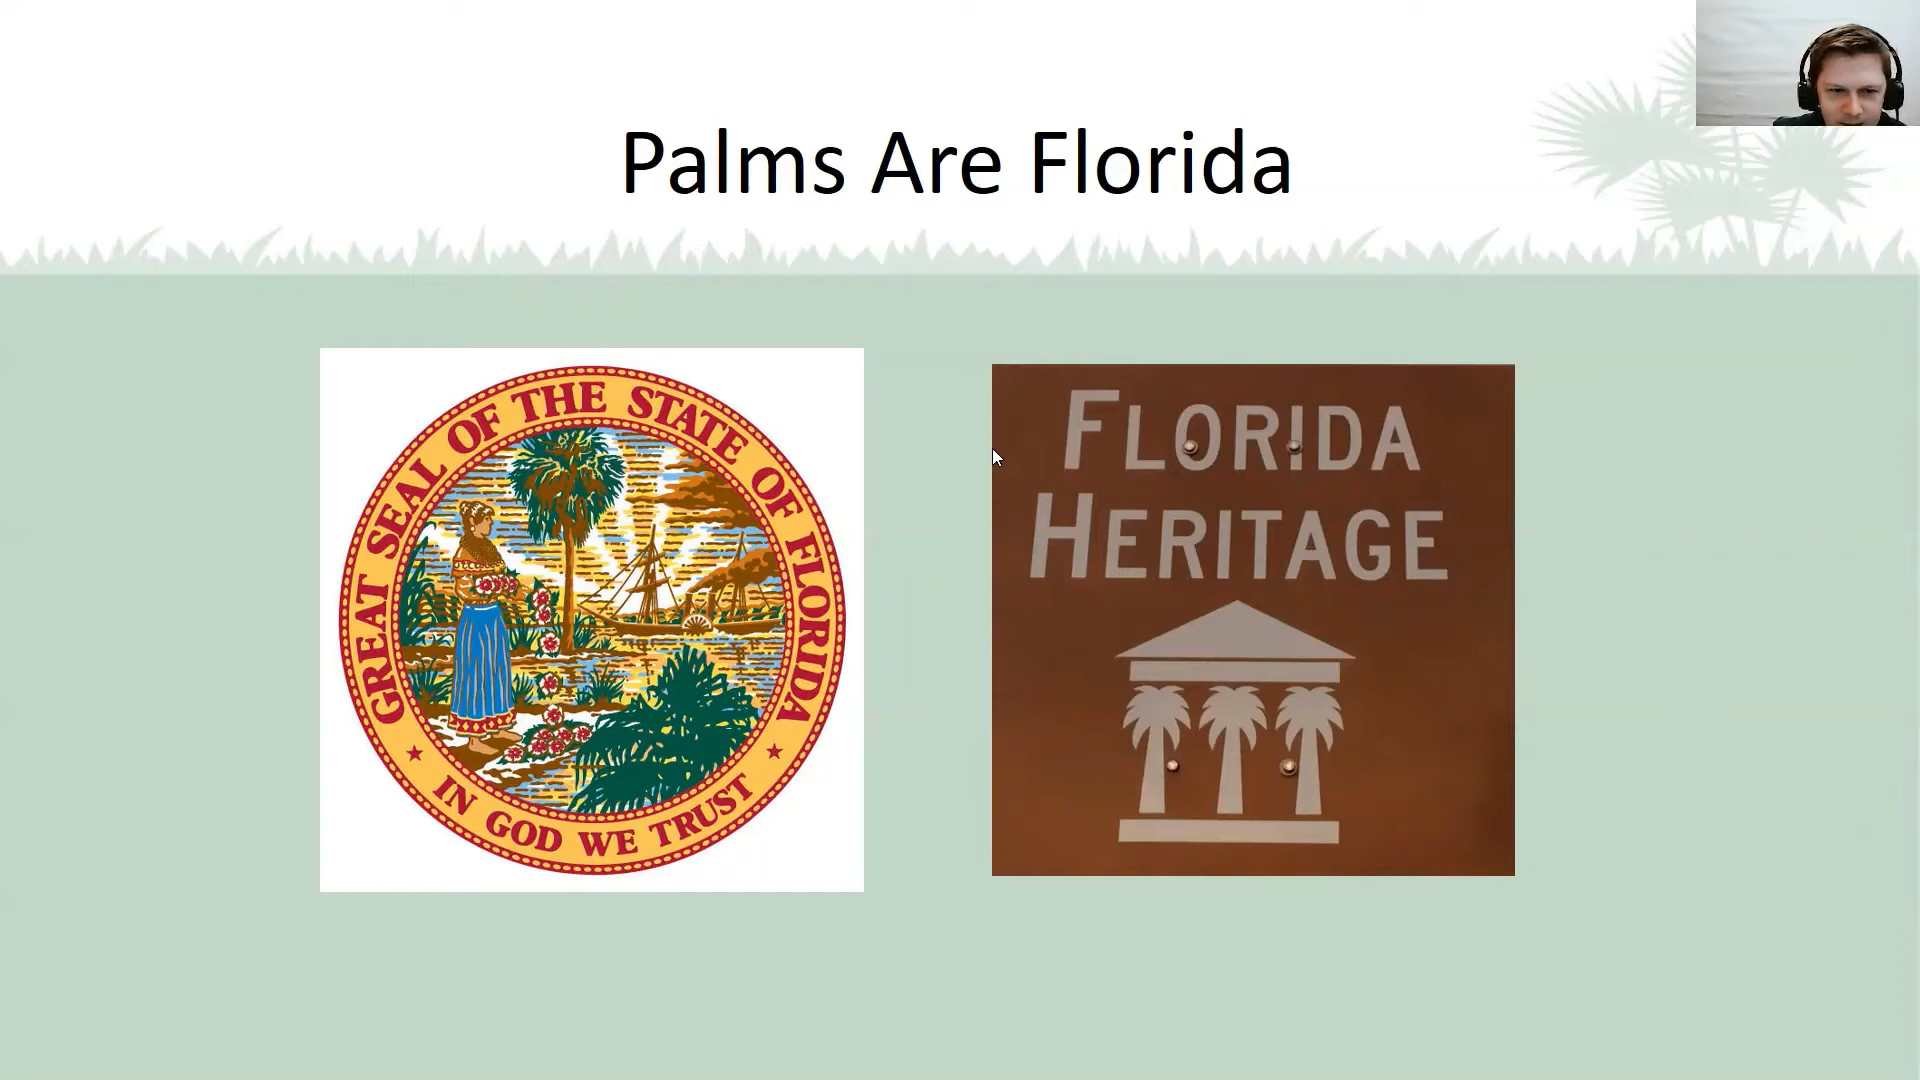 Palms Are Florida
GREAT SEAL OF THE STATE OF FLORIDA
IN GOD WE TRUST
FLORIDA
HERITAGE